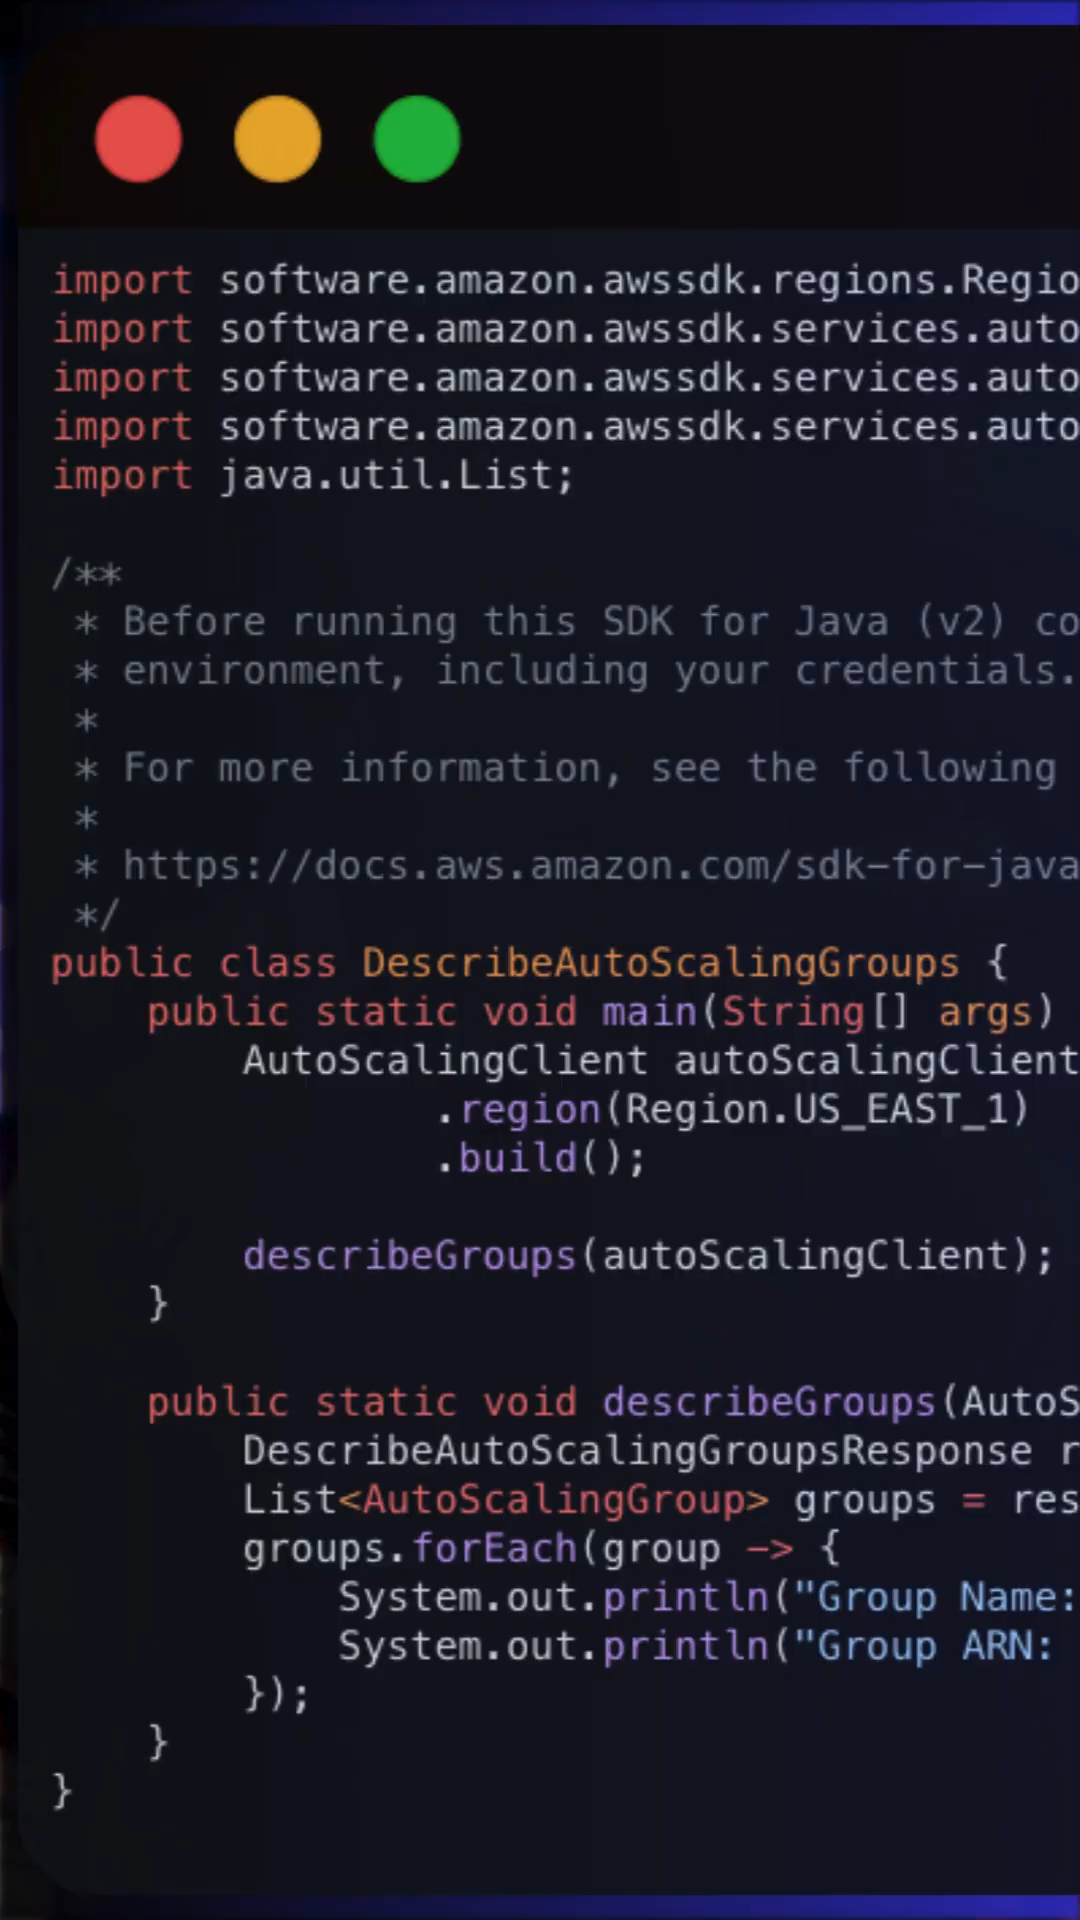 import software.amazon.awssdk.regions.Regio
import software.amazon.awssdk.services.auto
import software.amazon.awssdk.services.auto
import software.amazon.awssdk.services.auto
import java.util.List;
/**
 * Before running this SDK for Java (v2) co
 * environment, including your credentials.
 *
 * For more information, see the following
 *
 * https://docs.aws.amazon.com/sdk-for-java
 */
public class DescribeAutoScalingGroups {
    public static void main(String[] args)
        AutoScalingClient autoScalingClient
                .region(Region.US_EAST_1)
                .build();
        describeGroups(autoScalingClient);
    }
    public static void describeGroups(AutoS
        DescribeAutoScalingGroupsResponse r
        List<AutoScalingGroup> groups = res
        groups.forEach(group -> {
            System.out.println("Group Name:
            System.out.println("Group ARN:
        });
    }
}